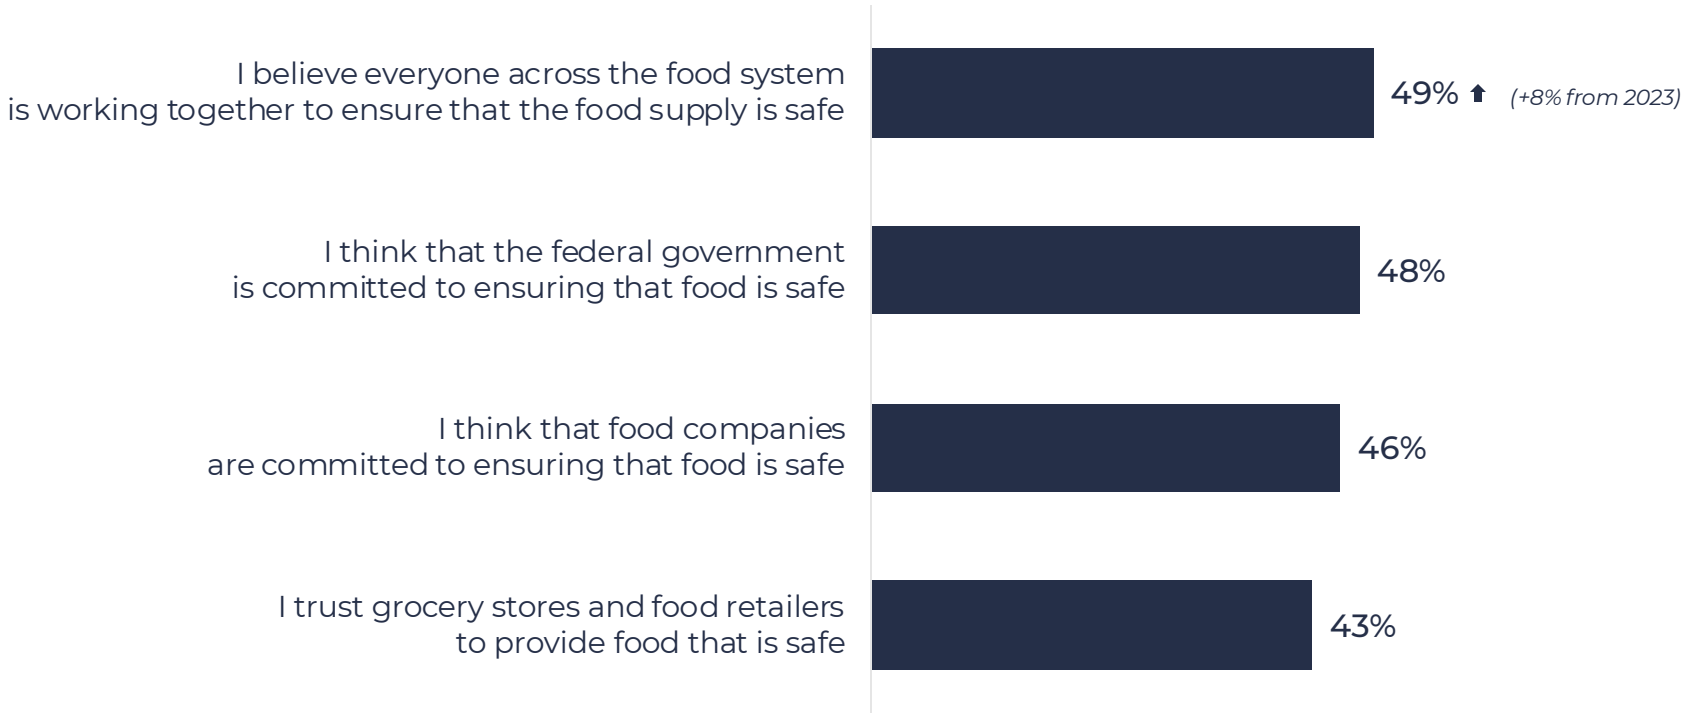 I believe everyone across the food system
is working together to ensure that the food supply is safe
49% (+8% from 2023)
I think that the federal government
is committed to ensuring that food is safe
48%
I think that food companies
are committed to ensuring that food is safe
46%
I trust grocery stores and food retailers
to provide food that is safe
43%